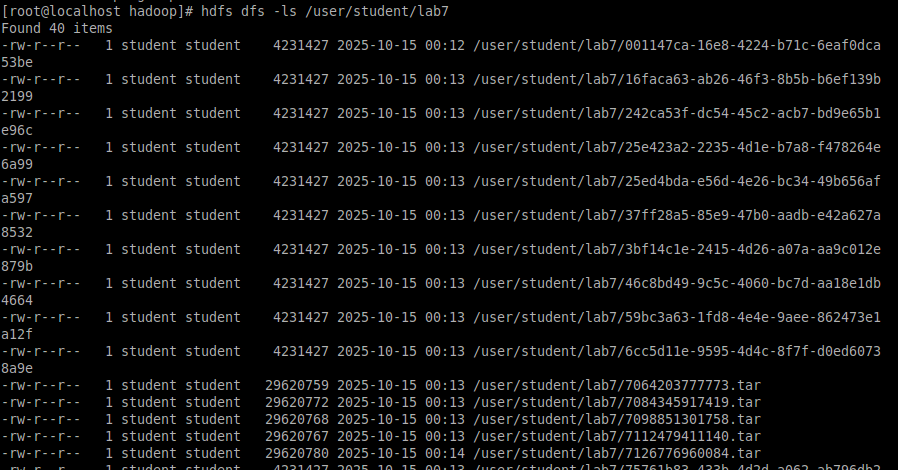 [root@localhost hadoop]# hdfs dfs -ls /user/student/lab7
Found 40 items
-rw-r--r--   1 student student    4231427 2025-10-15 00:12 /user/student/lab7/001147ca-16e8-4224-b71c-6eaf0dca
53be
-rw-r--r--   1 student student    4231427 2025-10-15 00:13 /user/student/lab7/16faca63-ab26-46f3-8b5b-b6ef139b
2199
-rw-r--r--   1 student student    4231427 2025-10-15 00:13 /user/student/lab7/242ca53f-dc54-45c2-acb7-bd9e65b1
e96c
-rw-r--r--   1 student student    4231427 2025-10-15 00:13 /user/student/lab7/25e423a2-2235-4d1e-b7a8-f478264e
6a99
-rw-r--r--   1 student student    4231427 2025-10-15 00:13 /user/student/lab7/25ed4bda-e56d-4e26-bc34-49b656af
a597
-rw-r--r--   1 student student    4231427 2025-10-15 00:13 /user/student/lab7/37ff28a5-85e9-47b0-aadb-e42a627a
8532
-rw-r--r--   1 student student    4231427 2025-10-15 00:13 /user/student/lab7/3bf14c1e-2415-4d26-a07a-aa9c012e
879b
-rw-r--r--   1 student student    4231427 2025-10-15 00:13 /user/student/lab7/46c8bd49-9c5c-4060-bc7d-aa18e1db
4664
-rw-r--r--   1 student student    4231427 2025-10-15 00:13 /user/student/lab7/59bc3a63-1fd8-4e4e-9aee-862473e1
a12f
-rw-r--r--   1 student student    4231427 2025-10-15 00:13 /user/student/lab7/6cc5d11e-9595-4d4c-8f7f-d0ed6073
8a9e
-rw-r--r--   1 student student   29620759 2025-10-15 00:13 /user/student/lab7/7064203777773.tar
-rw-r--r--   1 student student   29620772 2025-10-15 00:13 /user/student/lab7/7084345917419.tar
-rw-r--r--   1 student student   29620768 2025-10-15 00:13 /user/student/lab7/7098851301758.tar
-rw-r--r--   1 student student   29620767 2025-10-15 00:13 /user/student/lab7/7112479411140.tar
-rw-r--r--   1 student student   29620780 2025-10-15 00:14 /user/student/lab7/7126776960084.tar
-rw-r--r--   1 student student    4231427 2025-10-15 00:13